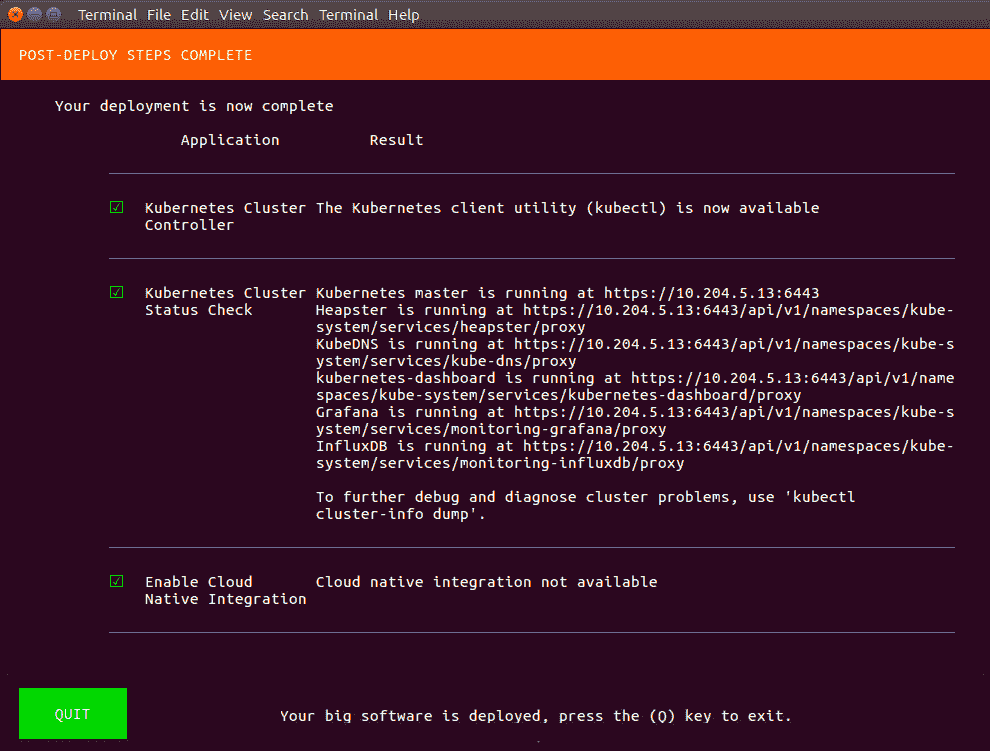 Terminal File Edit View Search Terminal Help
POST-DEPLOY STEPS COMPLETE
Your deployment is now complete
Application Result
Kubernetes Cluster The Kubernetes client utility (kubectl) is now available
Controller
Kubernetes Cluster Kubernetes master is running at https://10.204.5.13:6443
Status Check Heapster is running at https://10.204.5.13:6443/api/v1/namespaces/kube-
system/services/heapster/proxy
KubeDNS is running at https://10.204.5.13:6443/api/v1/namespaces/kube-s
ystem/services/kube-dns/proxy
kubernetes-dashboard is running at https://10.204.5.13:6443/api/v1/name
spaces/kube-system/services/kubernetes-dashboard/proxy
Grafana is running at https://10.204.5.13:6443/api/v1/namespaces/kube-s
ystem/services/monitoring-grafana/proxy
InfluxDB is running at https://10.204.5.13:6443/api/v1/namespaces/kube-
system/services/monitoring-influxdb/proxy
To further debug and diagnose cluster problems, use 'kubectl
cluster-info dump'.
Enable Cloud Cloud native integration not available
Native Integration
QUIT Your big software is deployed, press the (Q) key to exit.